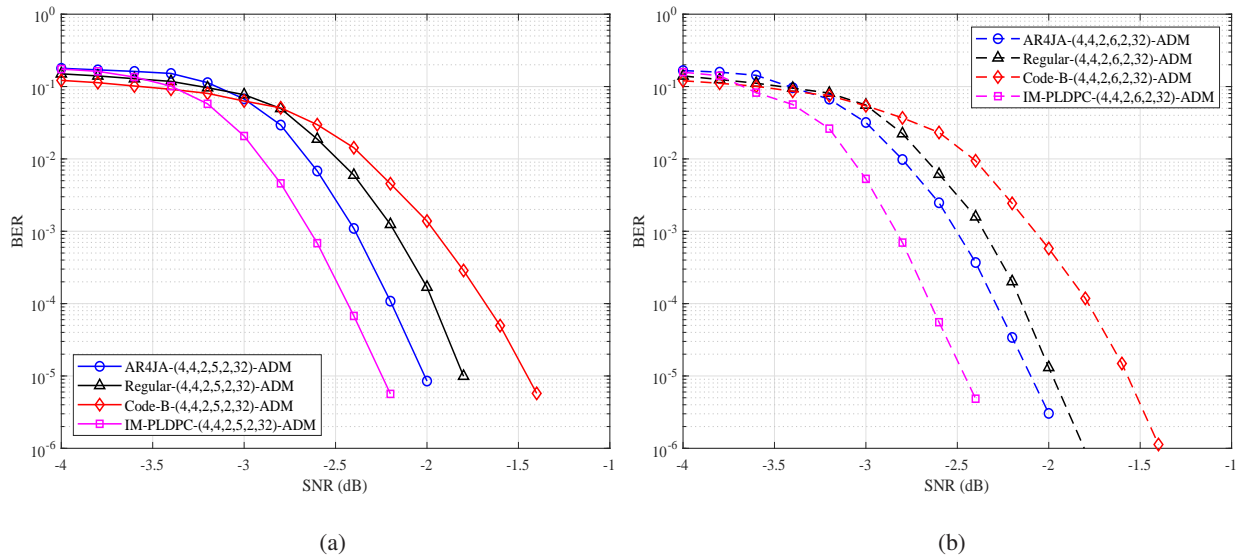 10^0
10^-1
10^-2
10^-3
10^-4
10^-5
10^-6
BER
-4 -3.5 -3 -2.5 -2 -1.5 -1
SNR (dB)
AR4JA-(4,4,2,5,2,32)-ADM
Regular-(4,4,2,5,2,32)-ADM
Code-B-(4,4,2,5,2,32)-ADM
IM-PLDPC-(4,4,2,5,2,32)-ADM
(a)
10^0
10^-1
10^-2
10^-3
10^-4
10^-5
10^-6
BER
-4 -3.5 -3 -2.5 -2 -1.5 -1
SNR (dB)
AR4JA-(4,4,2,6,2,32)-ADM
Regular-(4,4,2,6,2,32)-ADM
Code-B-(4,4,2,6,2,32)-ADM
IM-PLDPC-(4,4,2,6,2,32)-ADM
(b)